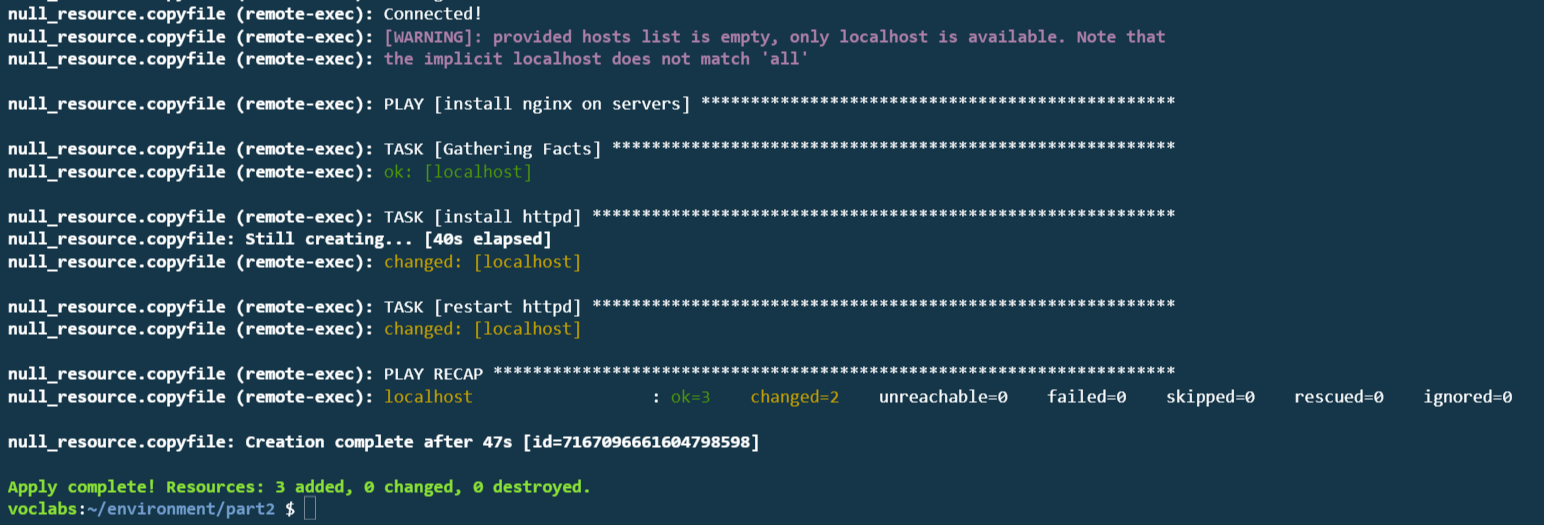 null_resource.copyfile (remote-exec): Connected!
null_resource.copyfile (remote-exec): [WARNING]: provided hosts list is empty, only localhost is available. Note that
null_resource.copyfile (remote-exec): the implicit localhost does not match 'all'
null_resource.copyfile (remote-exec): PLAY [install nginx on servers] ************************************************
null_resource.copyfile (remote-exec): TASK [Gathering Facts] *********************************************************
null_resource.copyfile (remote-exec): ok: [localhost]
null_resource.copyfile (remote-exec): TASK [install httpd] ***********************************************************
null_resource.copyfile: Still creating... [40s elapsed]
null_resource.copyfile (remote-exec): changed: [localhost]
null_resource.copyfile (remote-exec): TASK [restart httpd] ***********************************************************
null_resource.copyfile (remote-exec): changed: [localhost]
null_resource.copyfile (remote-exec): PLAY RECAP *********************************************************************
null_resource.copyfile (remote-exec): localhost                  : ok=3    changed=2    unreachable=0    failed=0    skipped=0    rescued=0    ignored=0
null_resource.copyfile: Creation complete after 47s [id=7167096661604798598]
Apply complete! Resources: 3 added, 0 changed, 0 destroyed.
voclabs:~/environment/part2 $